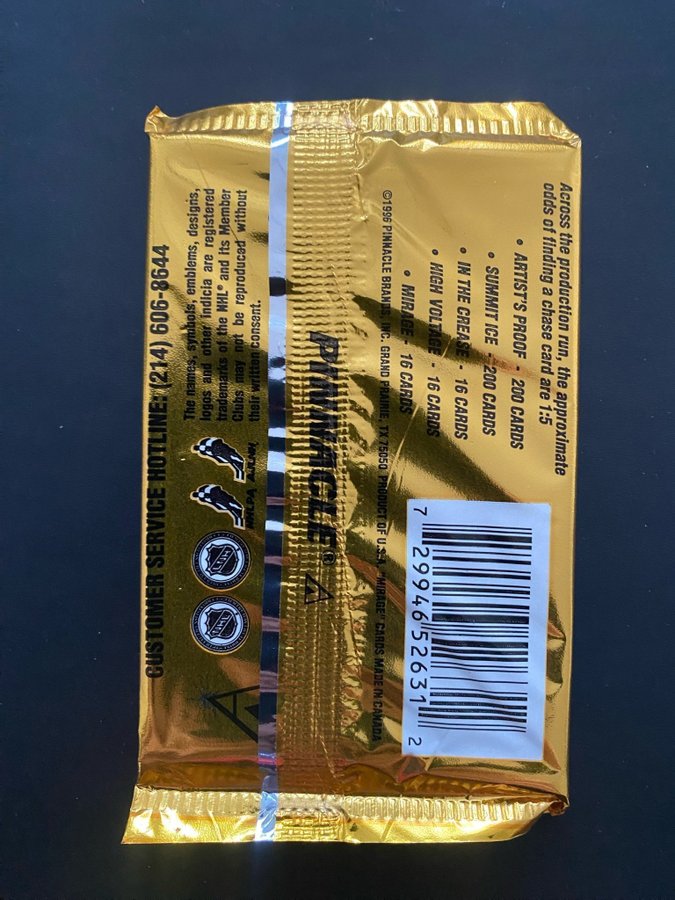 Across the production run, the approximate
odds of finding a chase card are 1:5
• ARTIST'S PROOF - 200 CARDS
• SUMMIT ICE - 200 CARDS
• IN THE CREASE - 16 CARDS
• HIGH VOLTAGE - 16 CARDS
• MIRAGE - 16 CARDS
©1996 PINNACLE BRANDS, INC. GRAND PRAIRIE, TX 75050. PRODUCT OF U.S.A. "MIRAGE" CARDS MADE IN CANADA
7 29946 52631 2
PINNACLE®
The names, symbols, emblems, designs,
logos and other indicia are registered
trademarks of the NHL® and its Member
Clubs may not be reproduced without
their written consent.
NHLPA
NHL
NHL
CUSTOMER SERVICE HOTLINE: (214) 606-8644